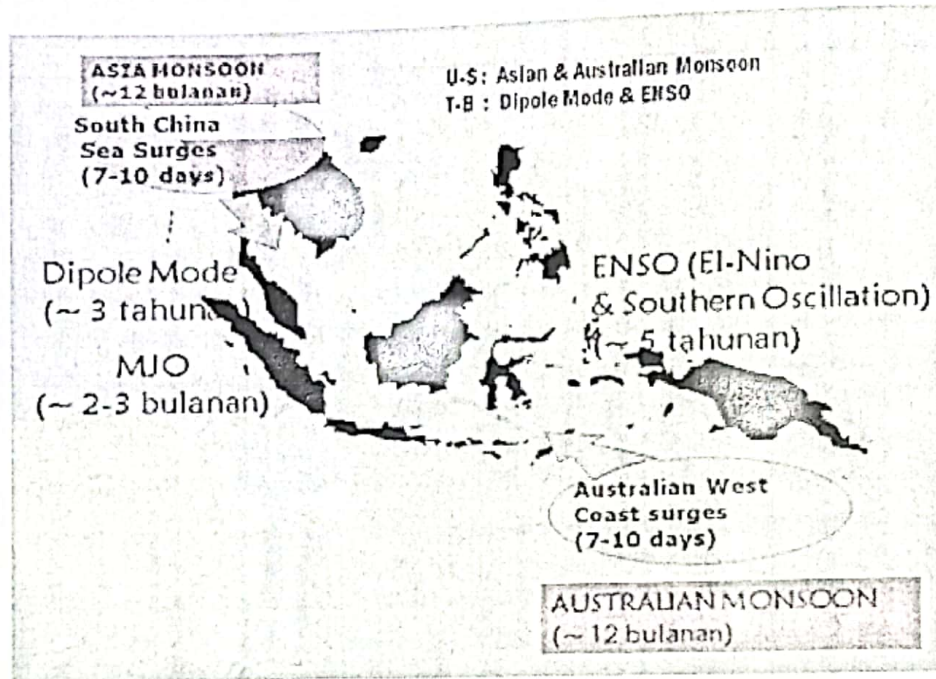 ASIA MONSOON
(~12 bulanan)
U-S : Asian & Australian Monsoon
T-B : Dipole Mode & ENSO
South China
Sea Surges
(7-10 days)
Dipole Mode
(~ 3 tahunan)
MJO
(~ 2-3 bulanan)
ENSO (El-Nino
& Southern Oscillation)
(~ 5 tahunan)
Australian West
Coast surges
(7-10 days)
AUSTRALIAN MONSOON
(~ 12 bulanan)